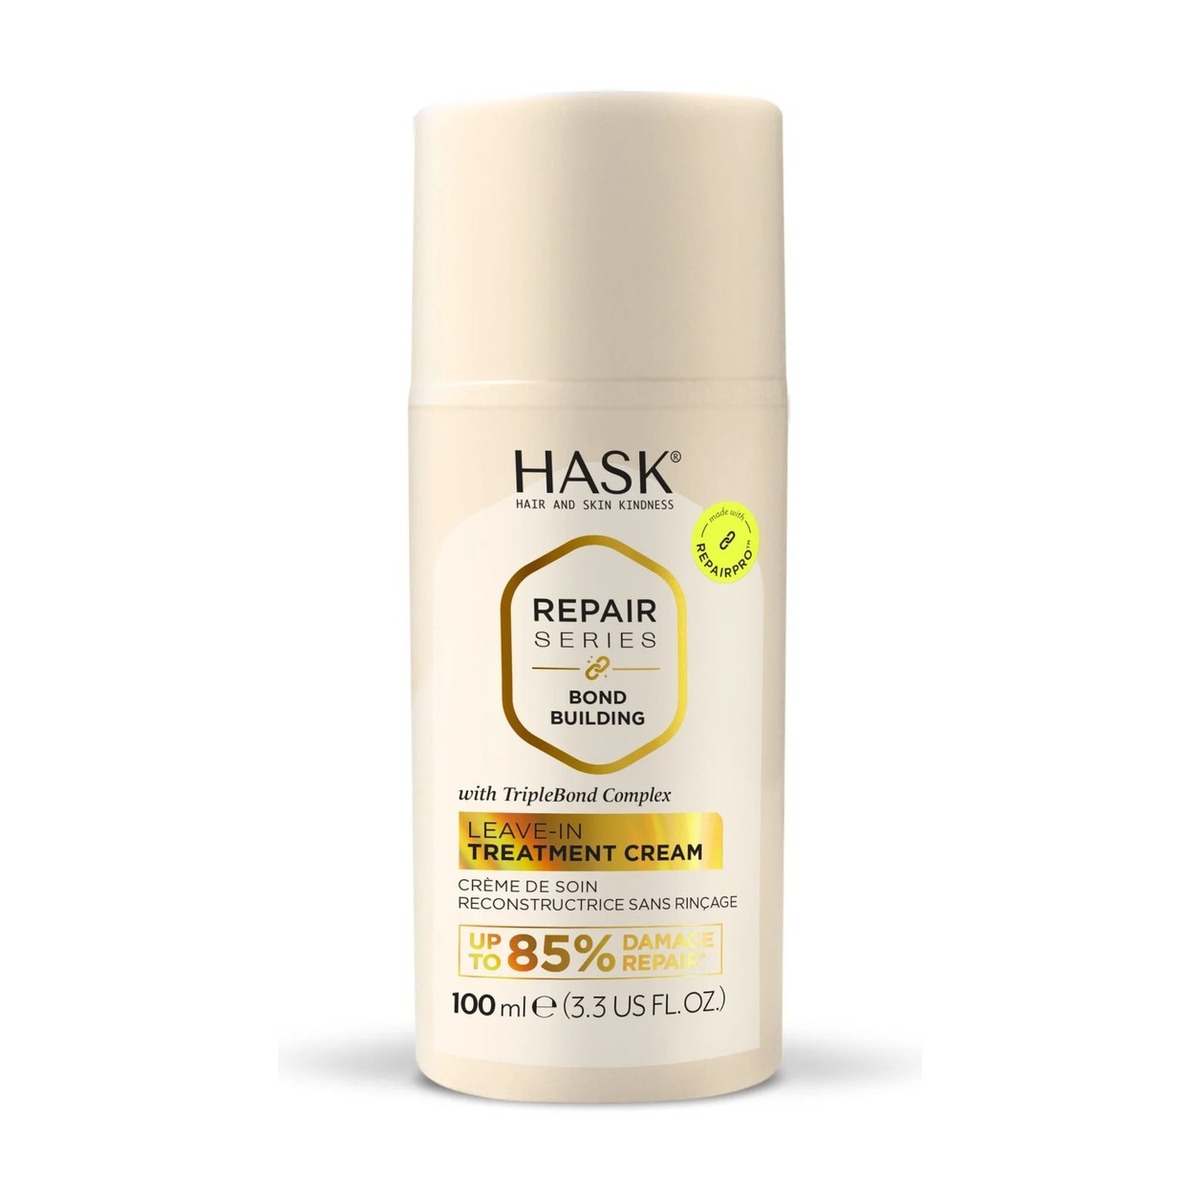 HASK®
HAIR AND SKIN KINDNESS
made with
REPAIRPRO™
REPAIR
SERIES
BOND
BUILDING
with TripleBond Complex
LEAVE-IN
TREATMENT CREAM
CRÈME DE SOIN
RECONSTRUCTRICE SANS RINÇAGE
UP TO 85% DAMAGE REPAIR*
100 ml ℮ (3.3 US FL.OZ.)